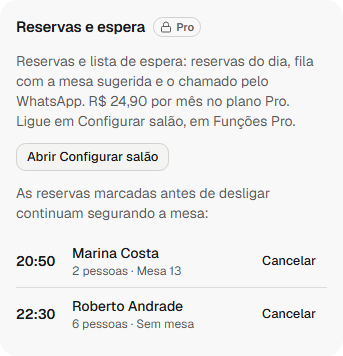 Reservas e espera Pro
Reservas e lista de espera: reservas do dia, fila
com a mesa sugerida e o chamado pelo
WhatsApp. R$ 24,90 por mês no plano Pro.
Ligue em Configurar salão, em Funções Pro.
Abrir Configurar salão
As reservas marcadas antes de desligar
continuam segurando a mesa:
20:50 Marina Costa Cancelar
2 pessoas · Mesa 13
22:30 Roberto Andrade Cancelar
6 pessoas · Sem mesa